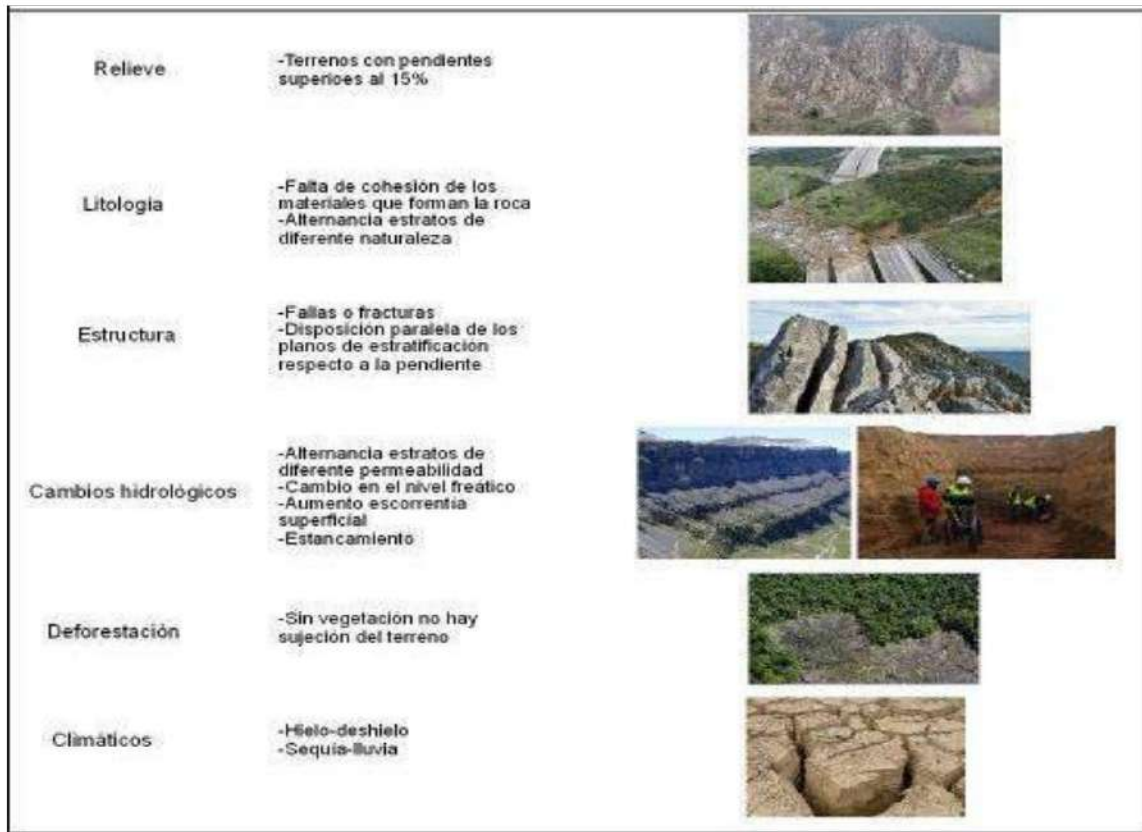 Relieve
-Terrenos con pendientes
superioes al 15%
Litología
-Falta de cohesión de los
materiales que forman la roca
-Alternancia estratos de
diferente naturaleza
Estructura
-Fallas o fracturas
-Disposición paralela de los
planos de estratificación
respecto a la pendiente
Cambios hidrológicos
-Alternancia estratos de
diferente permeabilidad
-Cambio en el nivel freático
-Aumento escorrentía
superficial
-Estancamiento
Deforestación
-Sin vegetación no hay
sujeción del terreno
Climáticos
-Hielo-deshielo
-Sequía-lluvia